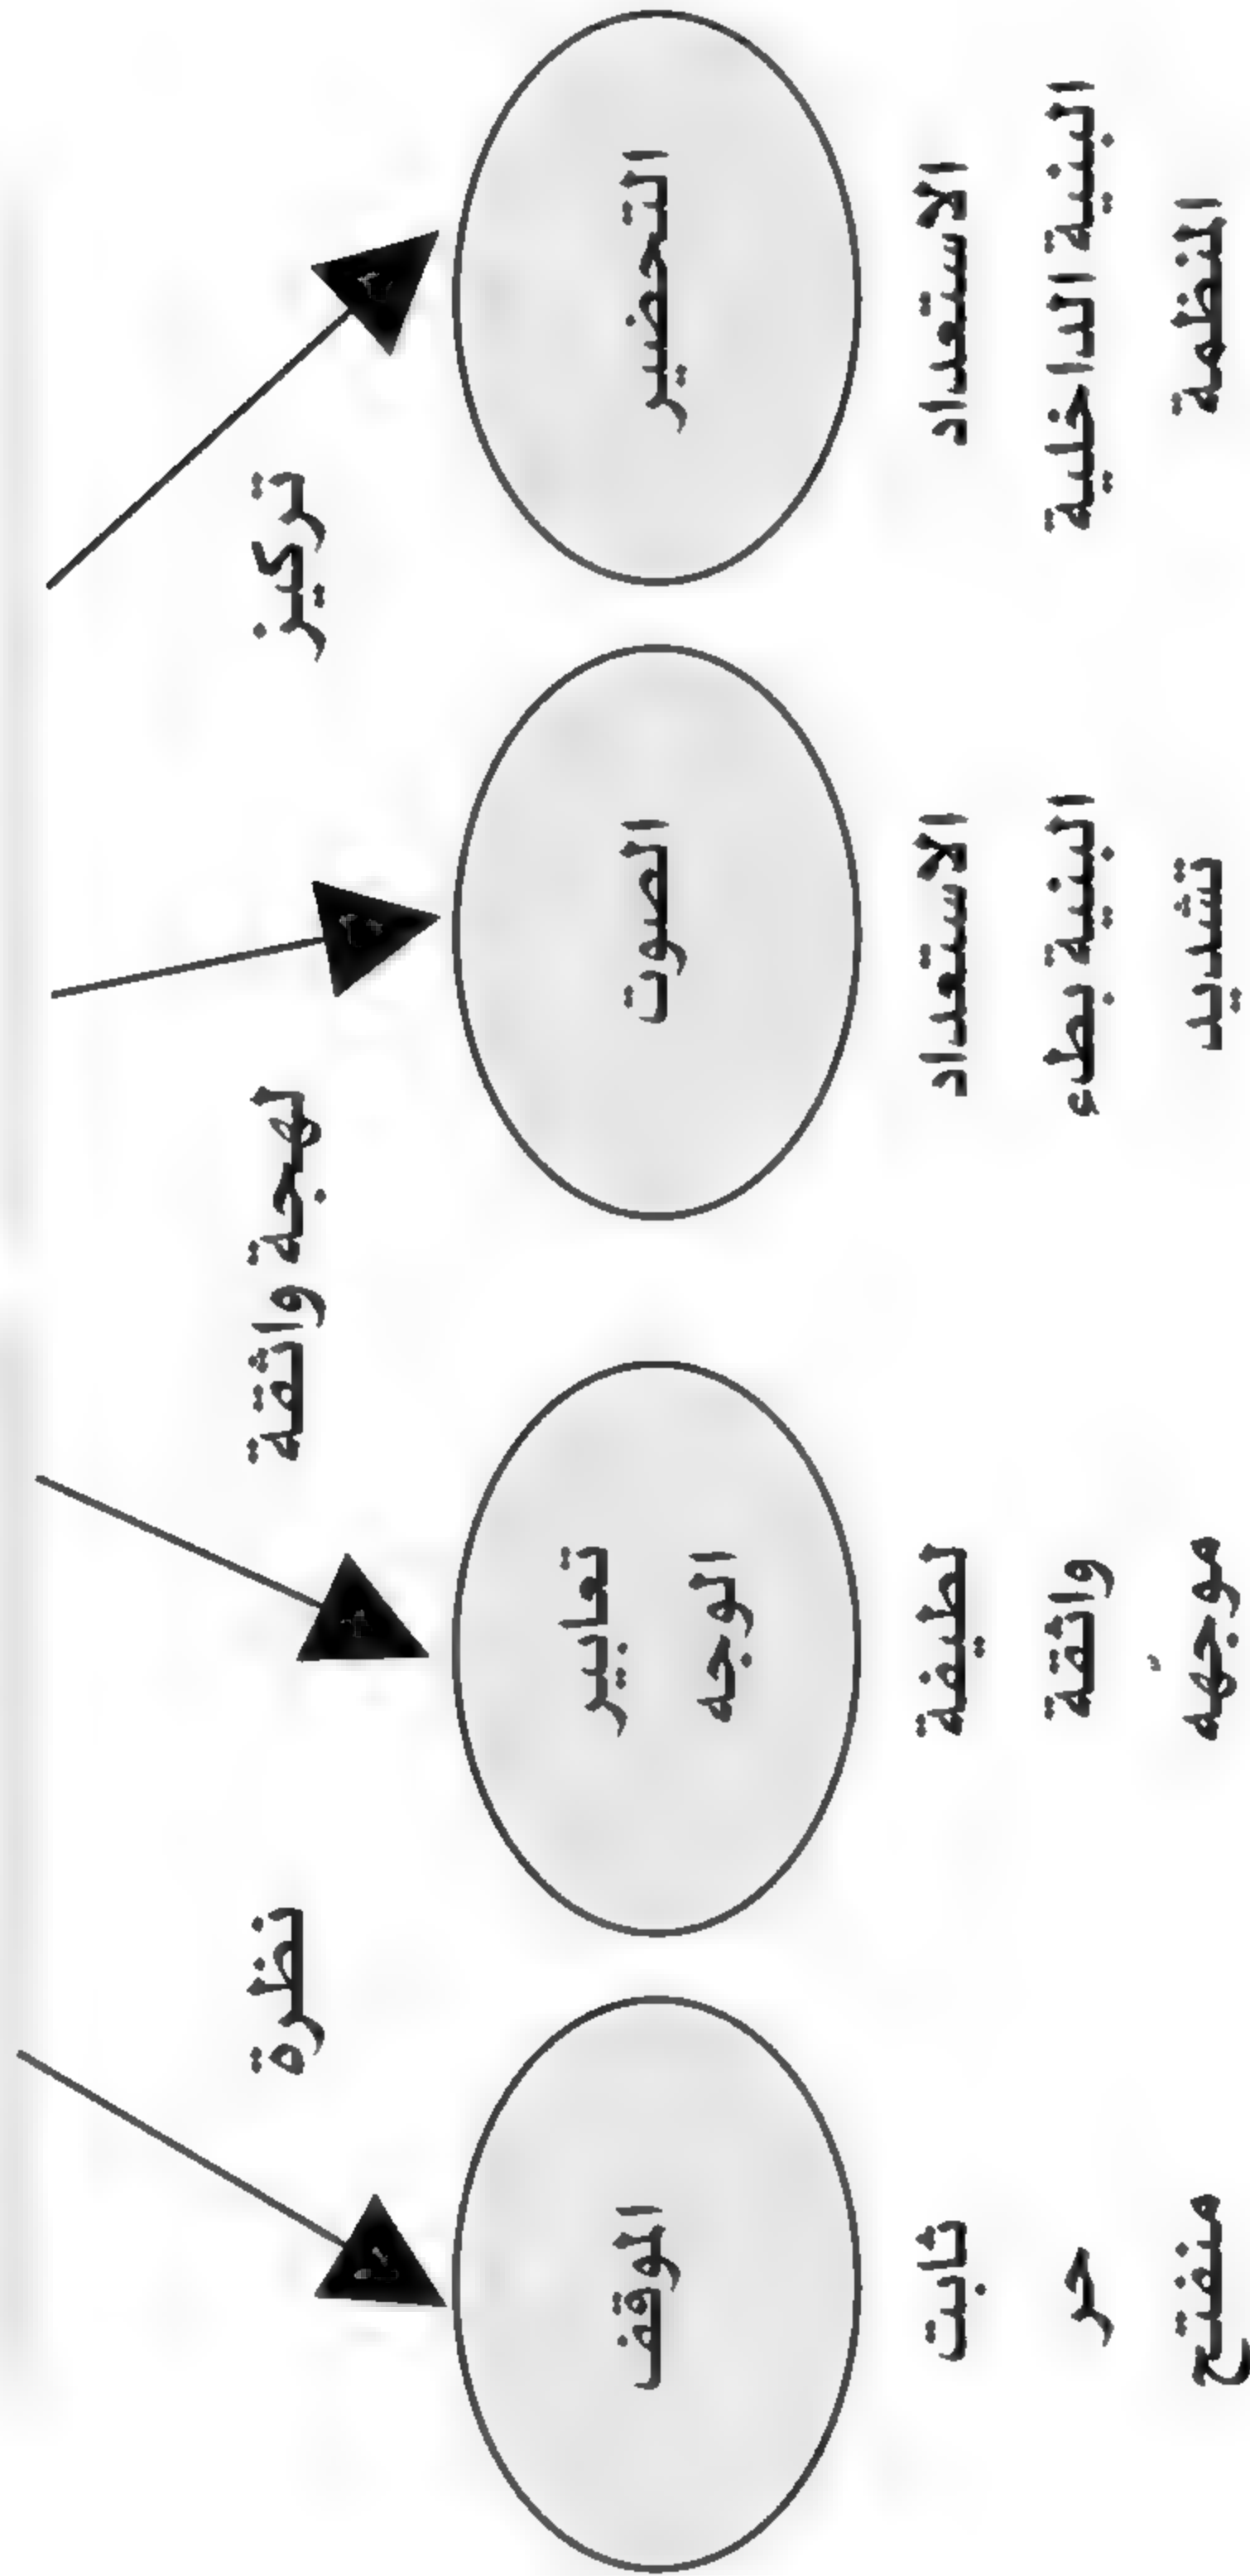 تركيز
لهجة واثقة
نظرة
التحضير
الصوت
تعابير
الوجه
الموقف
الاستعداد
البنية الداخلية
المنظمة
الاستعداد
البنية بطء
تشديد
لطيفة
واثقة
موجهه
ثابت
حر
منفتح